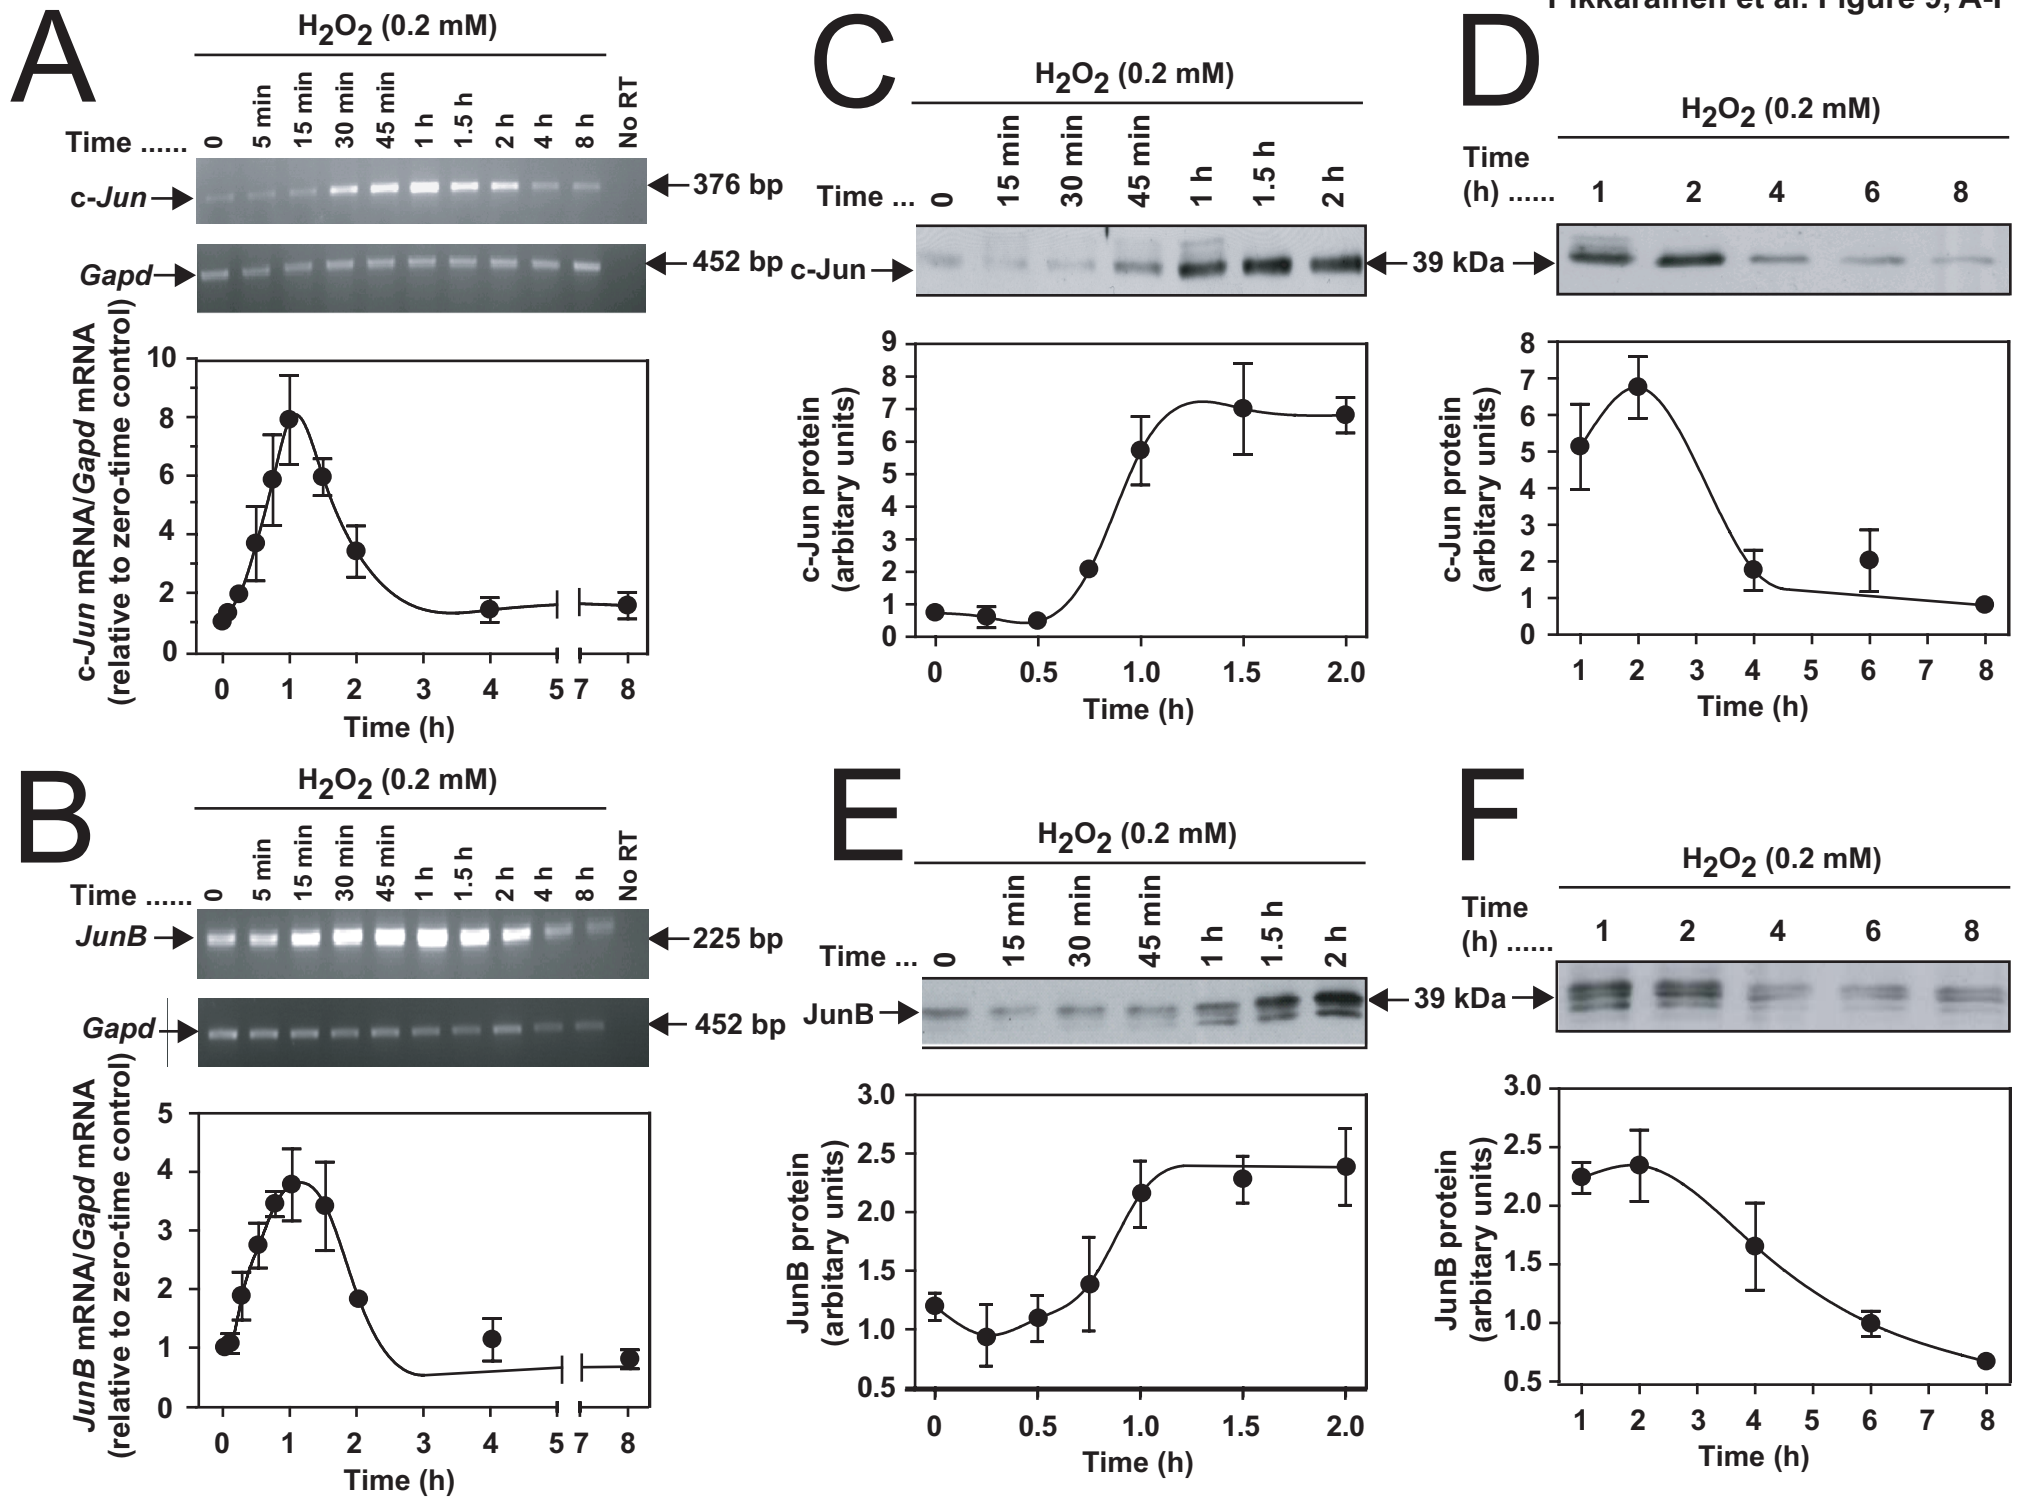 Pikkarainen et al. Figure 9, A-F
A
H2O2 (0.2 mM)
Time ...... 0 5 min 15 min 30 min 45 min 1 h 1.5 h 2 h 4 h 8 h No RT
c-Jun 376 bp
Gapd 452 bp
c-Jun mRNA/Gapd mRNA
(relative to zero-time control)
10
8
6
4
2
0
0 1 2 3 4 5 7 8
Time (h)
B
H2O2 (0.2 mM)
Time ...... 0 5 min 15 min 30 min 45 min 1 h 1.5 h 2 h 4 h 8 h No RT
JunB 225 bp
Gapd 452 bp
JunB mRNA/Gapd mRNA
(relative to zero-time control)
5
4
3
2
1
0
0 1 2 3 4 5 7 8
Time (h)
C
H2O2 (0.2 mM)
Time ... 0 15 min 30 min 45 min 1 h 1.5 h 2 h
c-Jun 39 kDa
c-Jun protein
(arbitary units)
9
8
7
6
5
4
3
2
1
0
0 0.5 1.0 1.5 2.0
Time (h)
D
H2O2 (0.2 mM)
Time
(h) ...... 1 2 4 6 8
c-Jun protein
(arbitary units)
8
7
6
5
4
3
2
1
0
1 2 3 4 5 6 7 8
Time (h)
E
H2O2 (0.2 mM)
Time ... 0 15 min 30 min 45 min 1 h 1.5 h 2 h
JunB 39 kDa
JunB protein
(arbitary units)
3.0
2.5
2.0
1.5
1.0
0.5
0 0.5 1.0 1.5 2.0
Time (h)
F
H2O2 (0.2 mM)
Time
(h) ...... 1 2 4 6 8
JunB protein
(arbitary units)
3.0
2.5
2.0
1.5
1.0
0.5
1 2 3 4 5 6 7 8
Time (h)